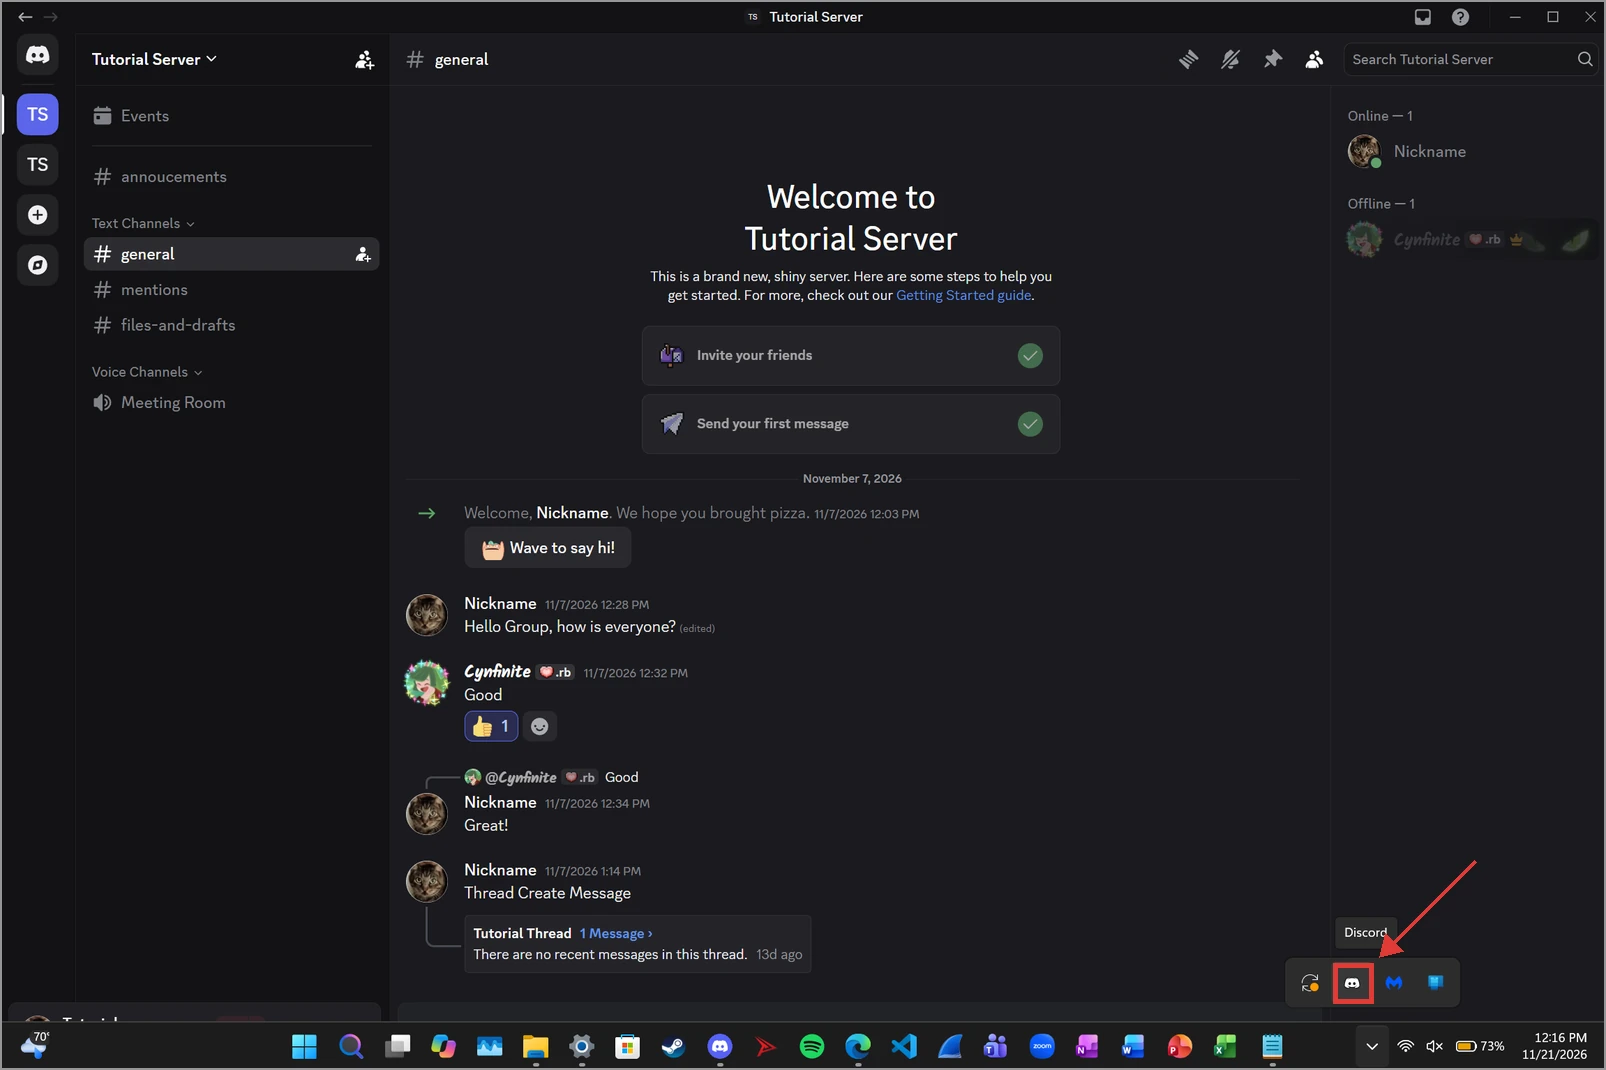 TS Tutorial Server
Tutorial Server
general
Search Tutorial Server
TS
TS
Events
annoucements
Text Channels
general
mentions
files-and-drafts
Voice Channels
Meeting Room
Welcome to
Tutorial Server
This is a brand new, shiny server. Here are some steps to help you
get started. For more, check out our Getting Started guide.
Invite your friends
Send your first message
November 7, 2026
Welcome, Nickname. We hope you brought pizza. 11/7/2026 12:03 PM
Wave to say hi!
Nickname 11/7/2026 12:28 PM
Hello Group, how is everyone? (edited)
Cynfinite .rb 11/7/2026 12:32 PM
Good
1
@Cynfinite .rb Good
Nickname 11/7/2026 12:34 PM
Great!
Nickname 11/7/2026 1:14 PM
Thread Create Message
Tutorial Thread 1 Message ›
There are no recent messages in this thread. 13d ago
Online — 1
Nickname
Offline — 1
Cynfinite .rb
Discord
70°
zoom
73%
12:16 PM
11/21/2026